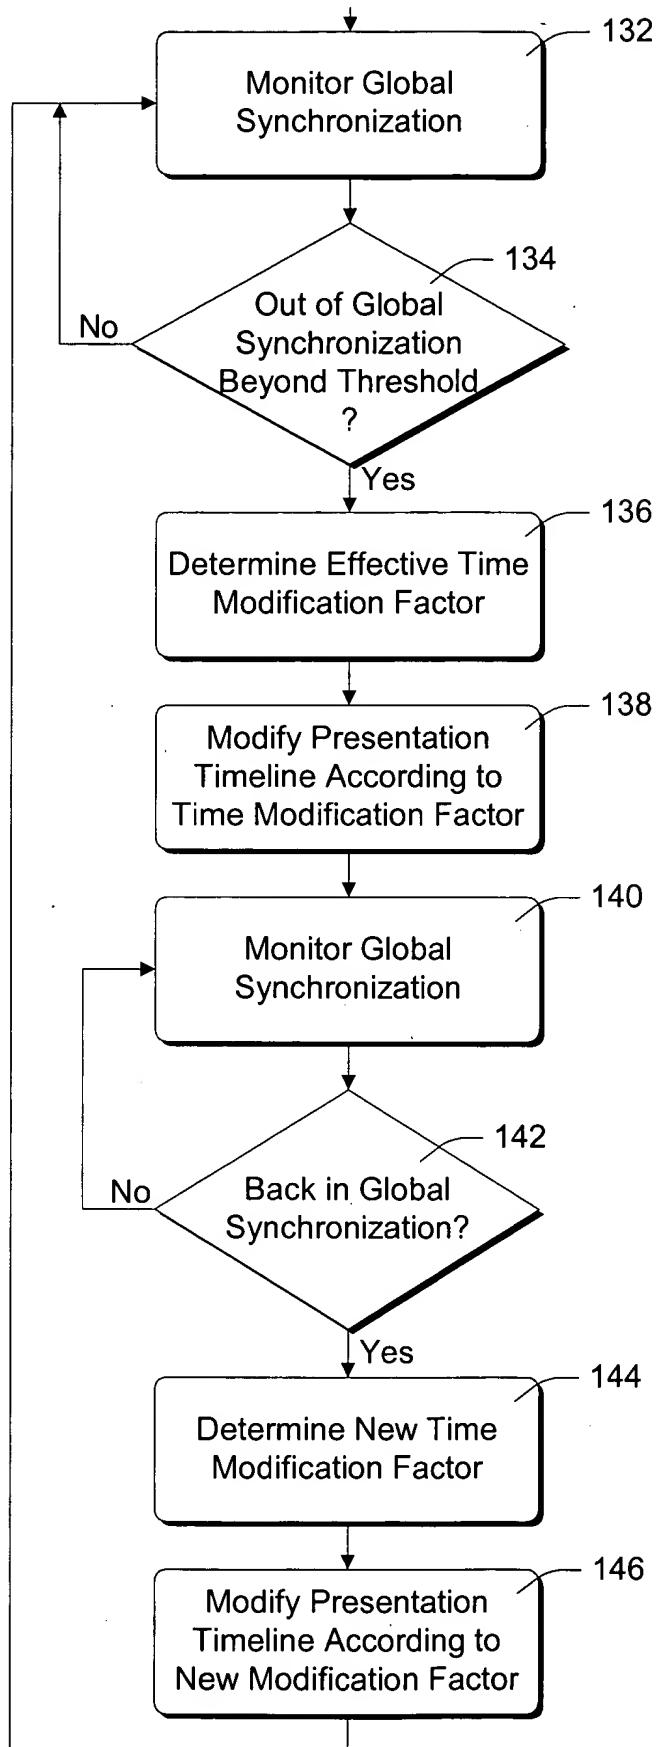 132
Monitor Global
Synchronization
134
Out of Global
Synchronization
Beyond Threshold
?
No
Yes
136
Determine Effective Time
Modification Factor
138
Modify Presentation
Timeline According to
Time Modification Factor
140
Monitor Global
Synchronization
142
Back in Global
Synchronization?
No
Yes
144
Determine New Time
Modification Factor
146
Modify Presentation
Timeline According to
New Modification Factor